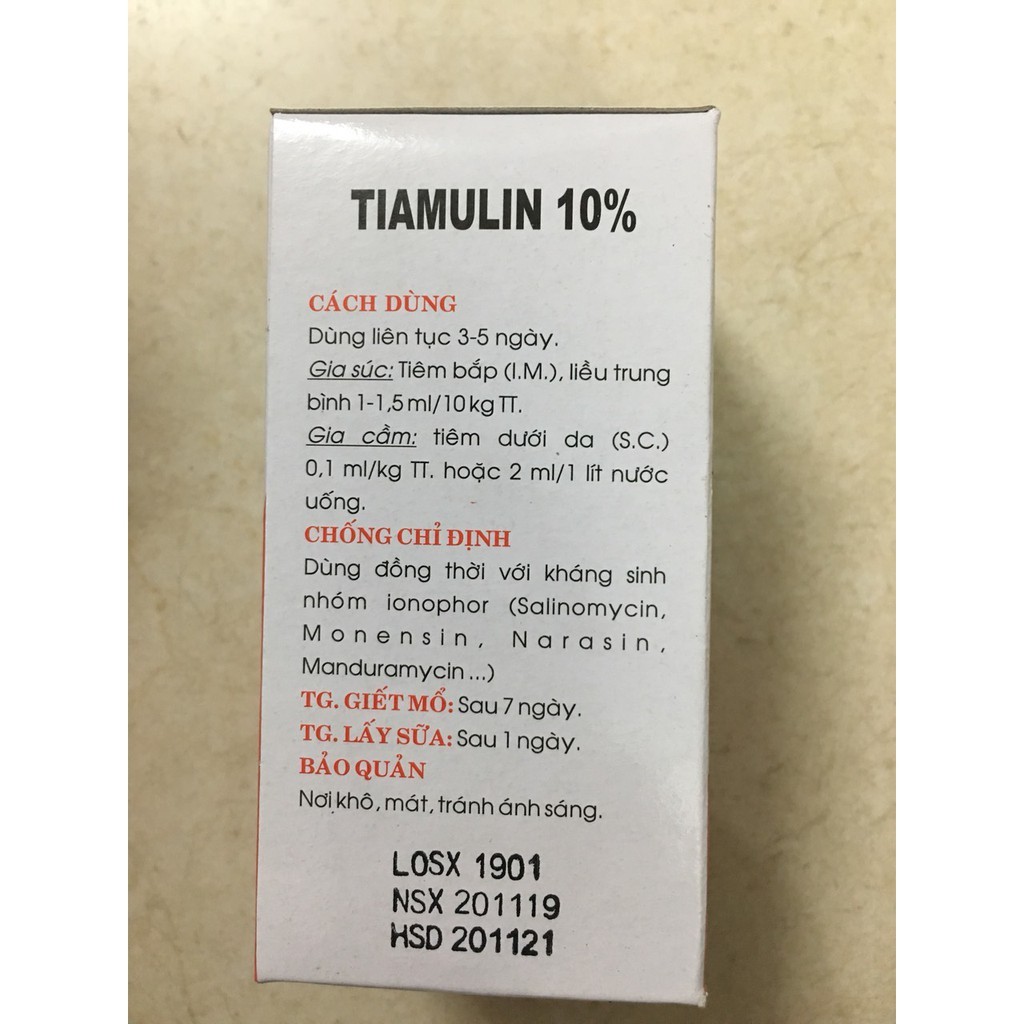 TIAMULIN 10%
CÁCH DÙNG
Dùng liên tục 3-5 ngày.
Gia súc: Tiêm bắp (I.M.), liều trung
bình 1-1,5 ml/10 kg TT.
Gia cầm: tiêm dưới da (S.C.)
0,1 ml/kg TT. hoặc 2 ml/1 lít nước
uống.
CHỐNG CHỈ ĐỊNH
Dùng đồng thời với kháng sinh
nhóm ionophor (Salinomycin,
Monensin, Narasin,
Manduramycin ...)
TG. GIẾT MỔ: Sau 7 ngày.
TG. LẤY SỮA: Sau 1 ngày.
BẢO QUẢN
Nơi khô, mát, tránh ánh sáng.
LOSX 1901
NSX 201119
HSD 201121